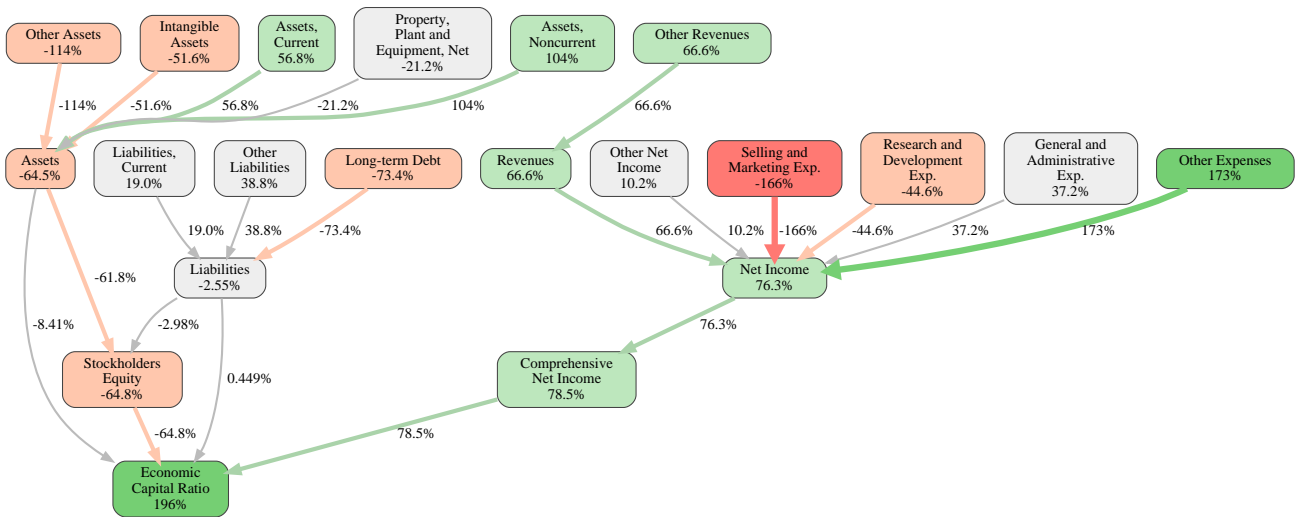 Other Assets
-114%
Intangible
Assets
-51.6%
Assets,
Current
56.8%
Property,
Plant and
Equipment, Net
-21.2%
Assets,
Noncurrent
104%
Other Revenues
66.6%
-114%
-51.6%
56.8%
-21.2%
104%
66.6%
Assets
-64.5%
Liabilities,
Current
19.0%
Other
Liabilities
38.8%
Long-term Debt
-73.4%
Revenues
66.6%
Other Net
Income
10.2%
Selling and
Marketing Exp.
-166%
Research and
Development
Exp.
-44.6%
General and
Administrative
Exp.
37.2%
Other Expenses
173%
19.0%
38.8%
-73.4%
66.6%
10.2%
-166%
-44.6%
37.2%
173%
Liabilities
-2.55%
Net Income
76.3%
-61.8%
-8.41%
-2.98%
76.3%
Stockholders
Equity
-64.8%
0.449%
Comprehensive
Net Income
78.5%
-64.8%
78.5%
Economic
Capital Ratio
196%